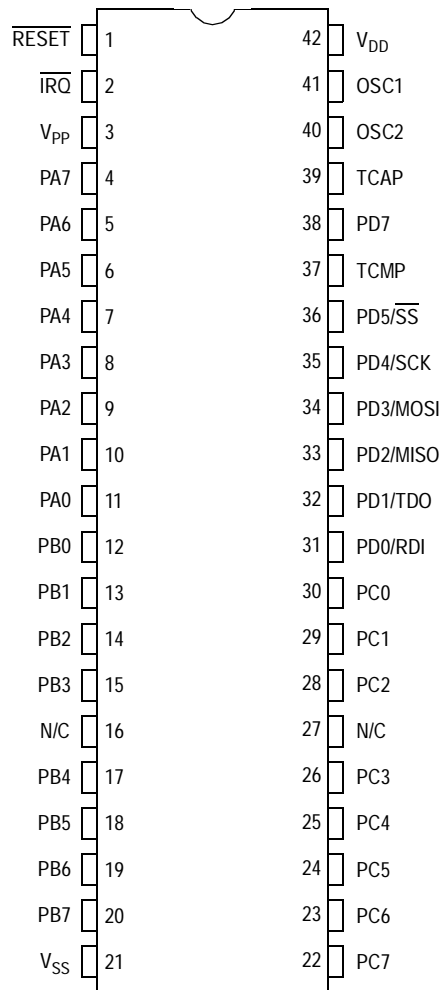 R̅E̅S̅E̅T̅ 1 42 VDD
I̅R̅Q̅ 2 41 OSC1
VPP 3 40 OSC2
PA7 4 39 TCAP
PA6 5 38 PD7
PA5 6 37 TCMP
PA4 7 36 PD5/S̅S̅
PA3 8 35 PD4/SCK
PA2 9 34 PD3/MOSI
PA1 10 33 PD2/MISO
PA0 11 32 PD1/TDO
PB0 12 31 PD0/RDI
PB1 13 30 PC0
PB2 14 29 PC1
PB3 15 28 PC2
N/C 16 27 N/C
PB4 17 26 PC3
PB5 18 25 PC4
PB6 19 24 PC5
PB7 20 23 PC6
VSS 21 22 PC7